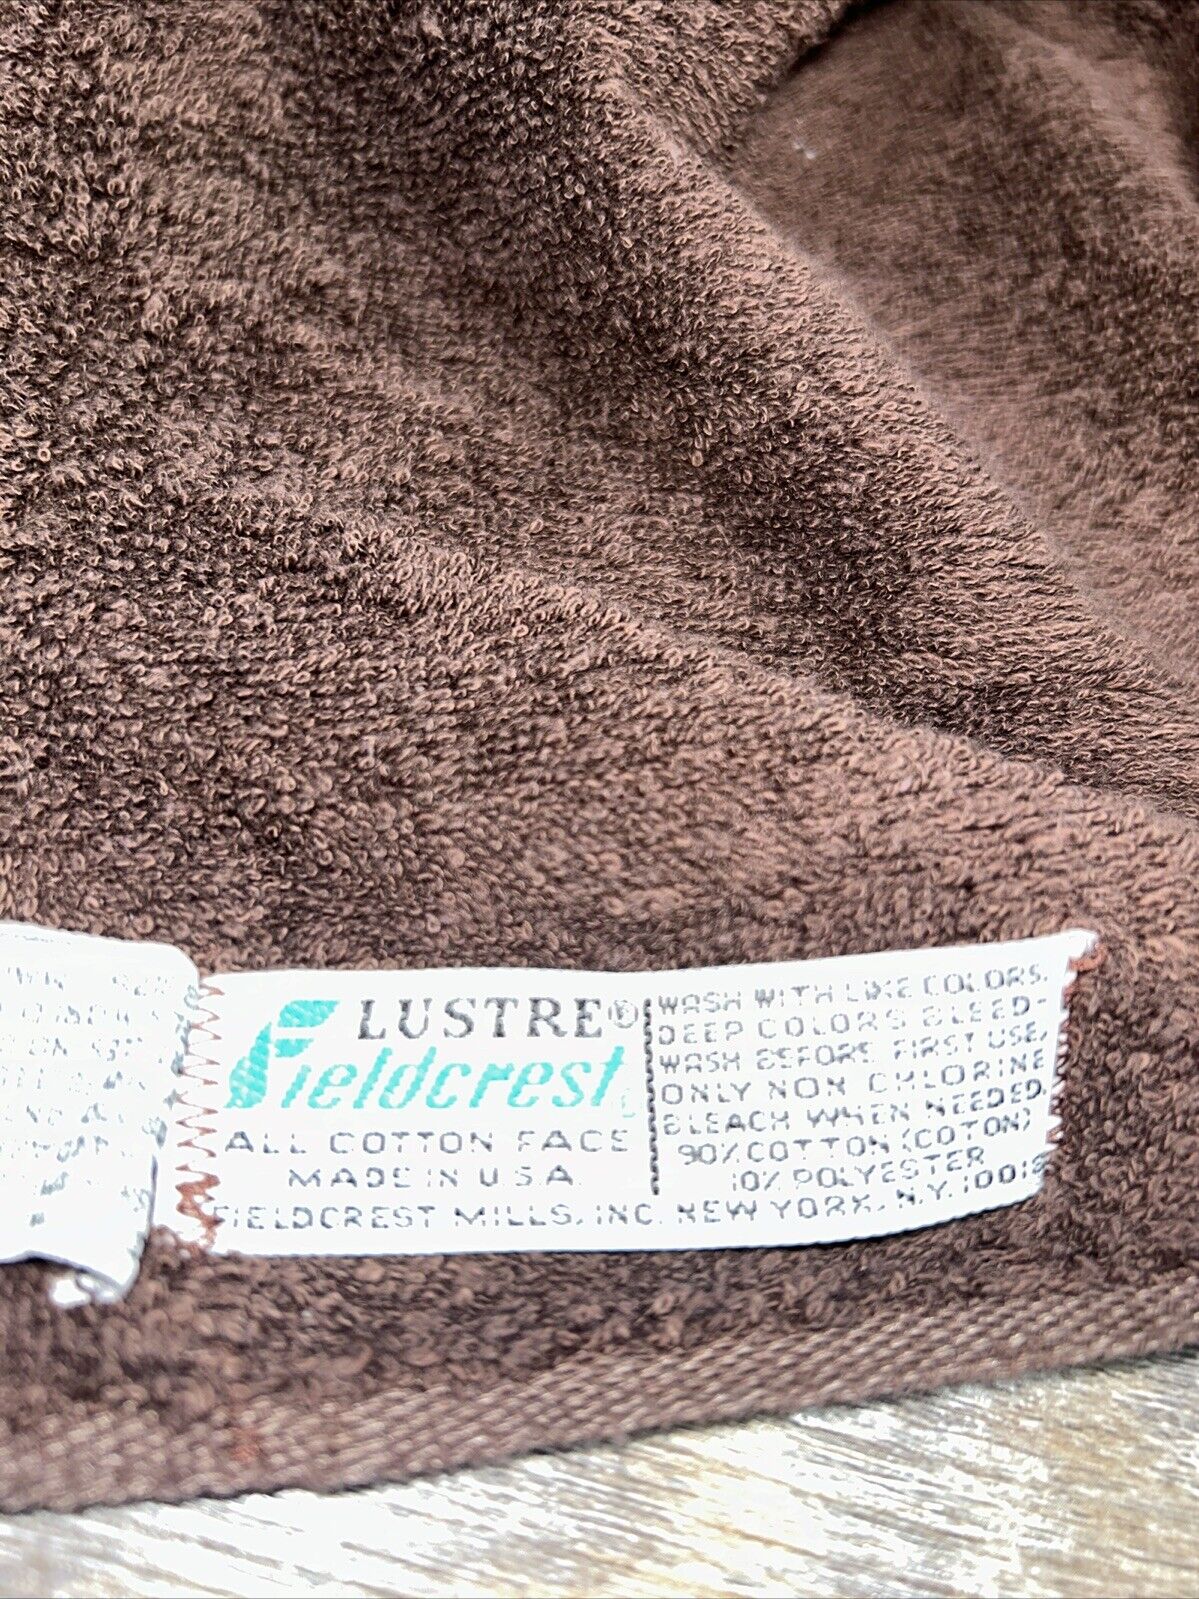 LUSTRE®
Fieldcrest
ALL COTTON FACE
MADE IN U.S.A.
WASH WITH LIKE COLORS.
DEEP COLORS BLEED-
WASH BEFORE FIRST USE.
ONLY NON CHLORINE
BLEACH WHEN NEEDED.
90% COTTON (COTON)
10% POLYESTER
FIELDCREST MILLS, INC. NEW YORK, N.Y. 10018